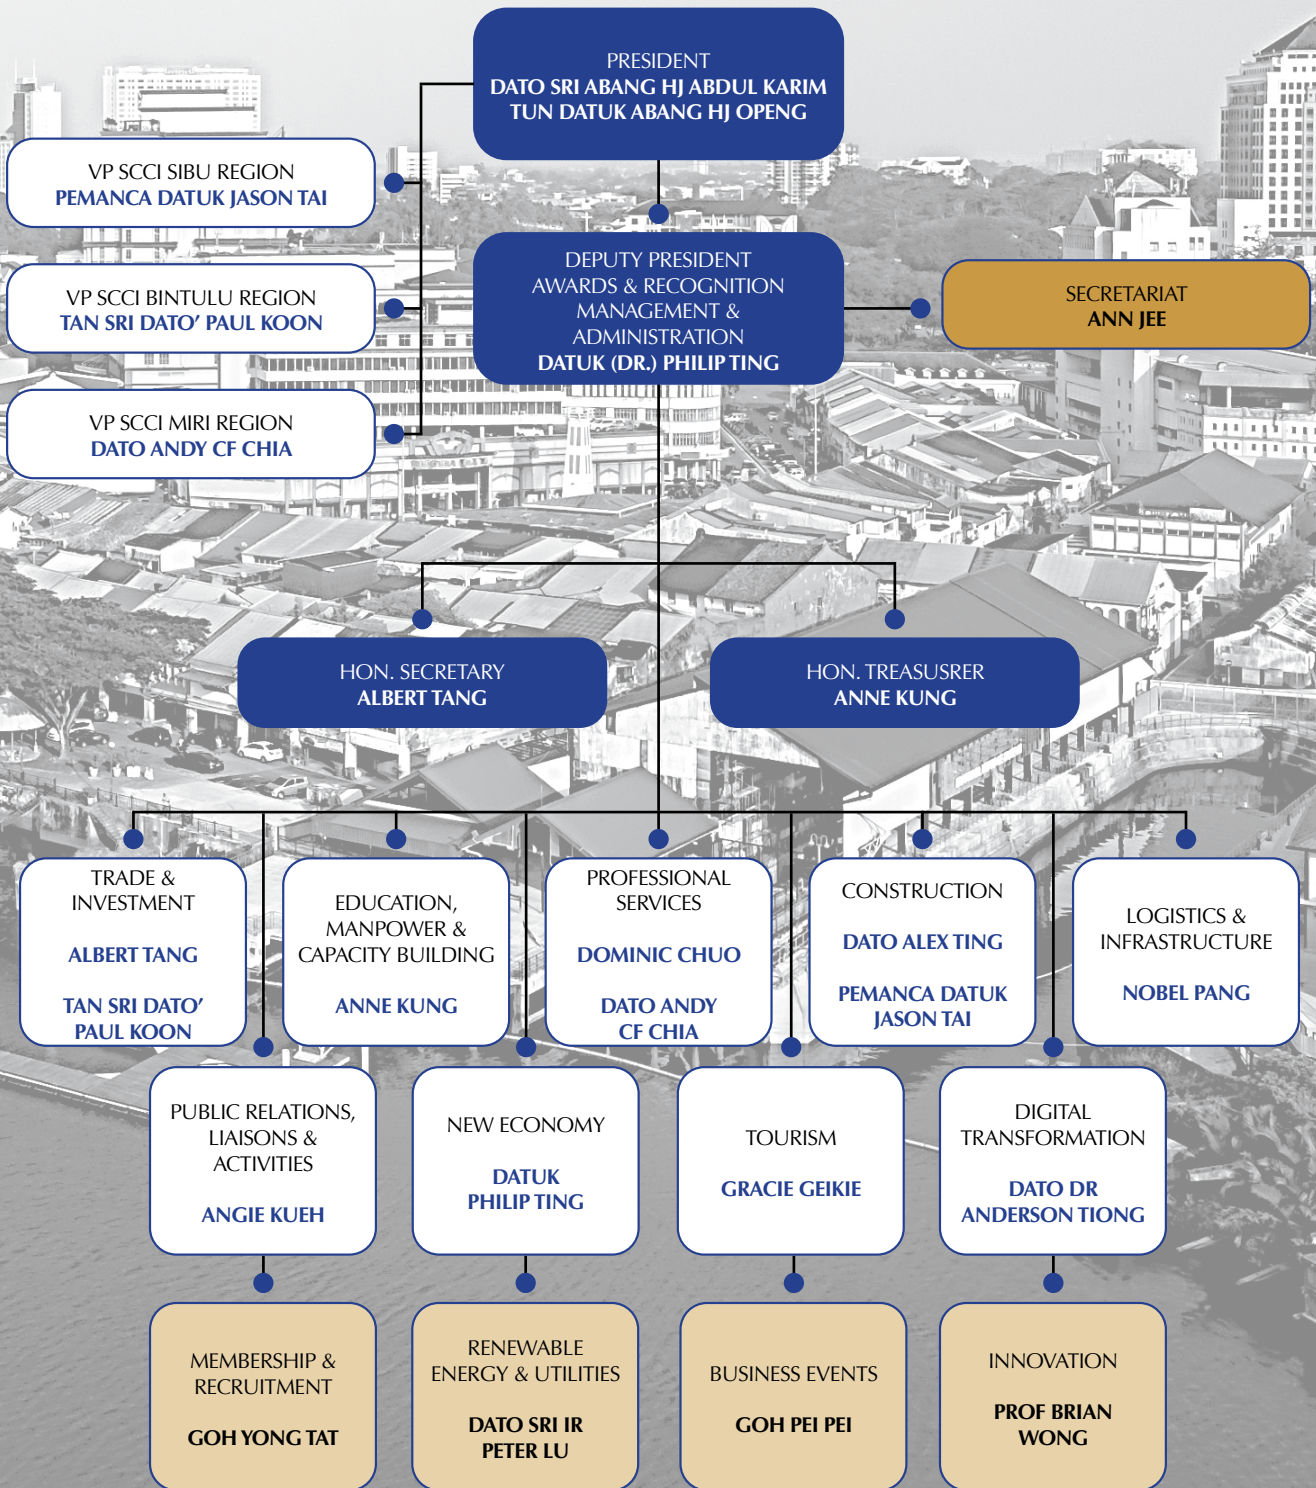 PRESIDENT
DATO SRI ABANG HJ ABDUL KARIM
TUN DATUK ABANG HJ OPENG
VP SCCI SIBU REGION
PEMANCA DATUK JASON TAI
VP SCCI BINTULU REGION
TAN SRI DATO’ PAUL KOON
VP SCCI MIRI REGION
DATO ANDY CF CHIA
DEPUTY PRESIDENT
AWARDS & RECOGNITION
MANAGEMENT &
ADMINISTRATION
DATUK (DR.) PHILIP TING
SECRETARIAT
ANN JEE
HON. SECRETARY
ALBERT TANG
HON. TREASUSRER
ANNE KUNG
TRADE &
INVESTMENT
ALBERT TANG
TAN SRI DATO’
PAUL KOON
EDUCATION,
MANPOWER &
CAPACITY BUILDING
ANNE KUNG
PROFESSIONAL
SERVICES
DOMINIC CHUO
DATO ANDY
CF CHIA
CONSTRUCTION
DATO ALEX TING
PEMANCA DATUK
JASON TAI
LOGISTICS &
INFRASTRUCTURE
NOBEL PANG
PUBLIC RELATIONS,
LIAISONS &
ACTIVITIES
ANGIE KUEH
NEW ECONOMY
DATUK
PHILIP TING
TOURISM
GRACIE GEIKIE
DIGITAL
TRANSFORMATION
DATO DR
ANDERSON TIONG
MEMBERSHIP &
RECRUITMENT
GOH YONG TAT
RENEWABLE
ENERGY & UTILITIES
DATO SRI IR
PETER LU
BUSINESS EVENTS
GOH PEI PEI
INNOVATION
PROF BRIAN
WONG